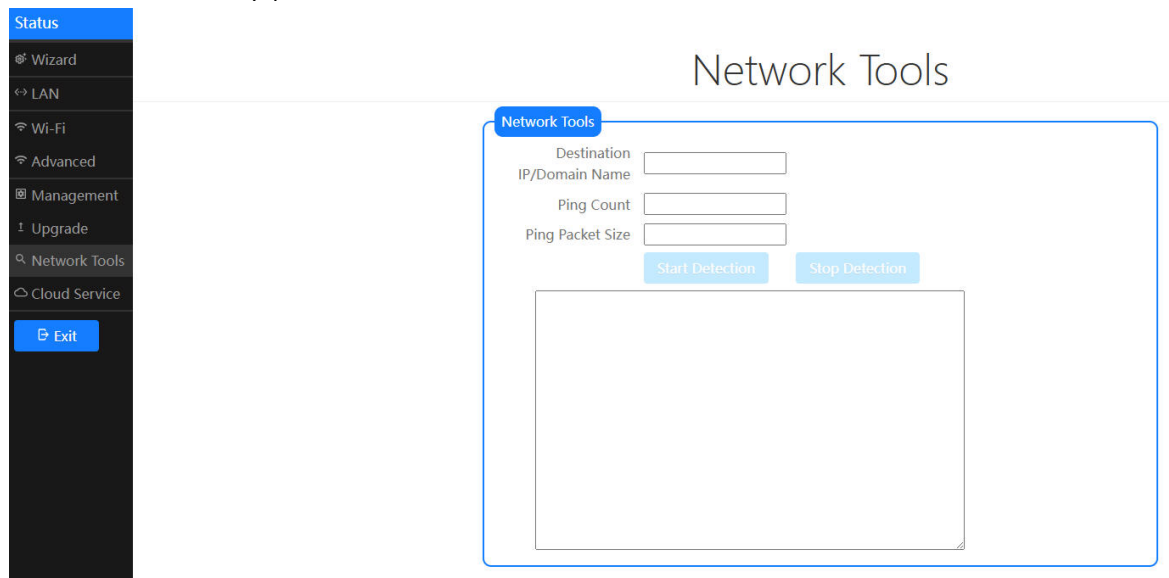 Status
Wizard
LAN
Wi-Fi
Advanced
Management
Upgrade
Network Tools
Cloud Service
Exit
Network Tools
Network Tools
Destination
IP/Domain Name
Ping Count
Ping Packet Size
Start Detection Stop Detection